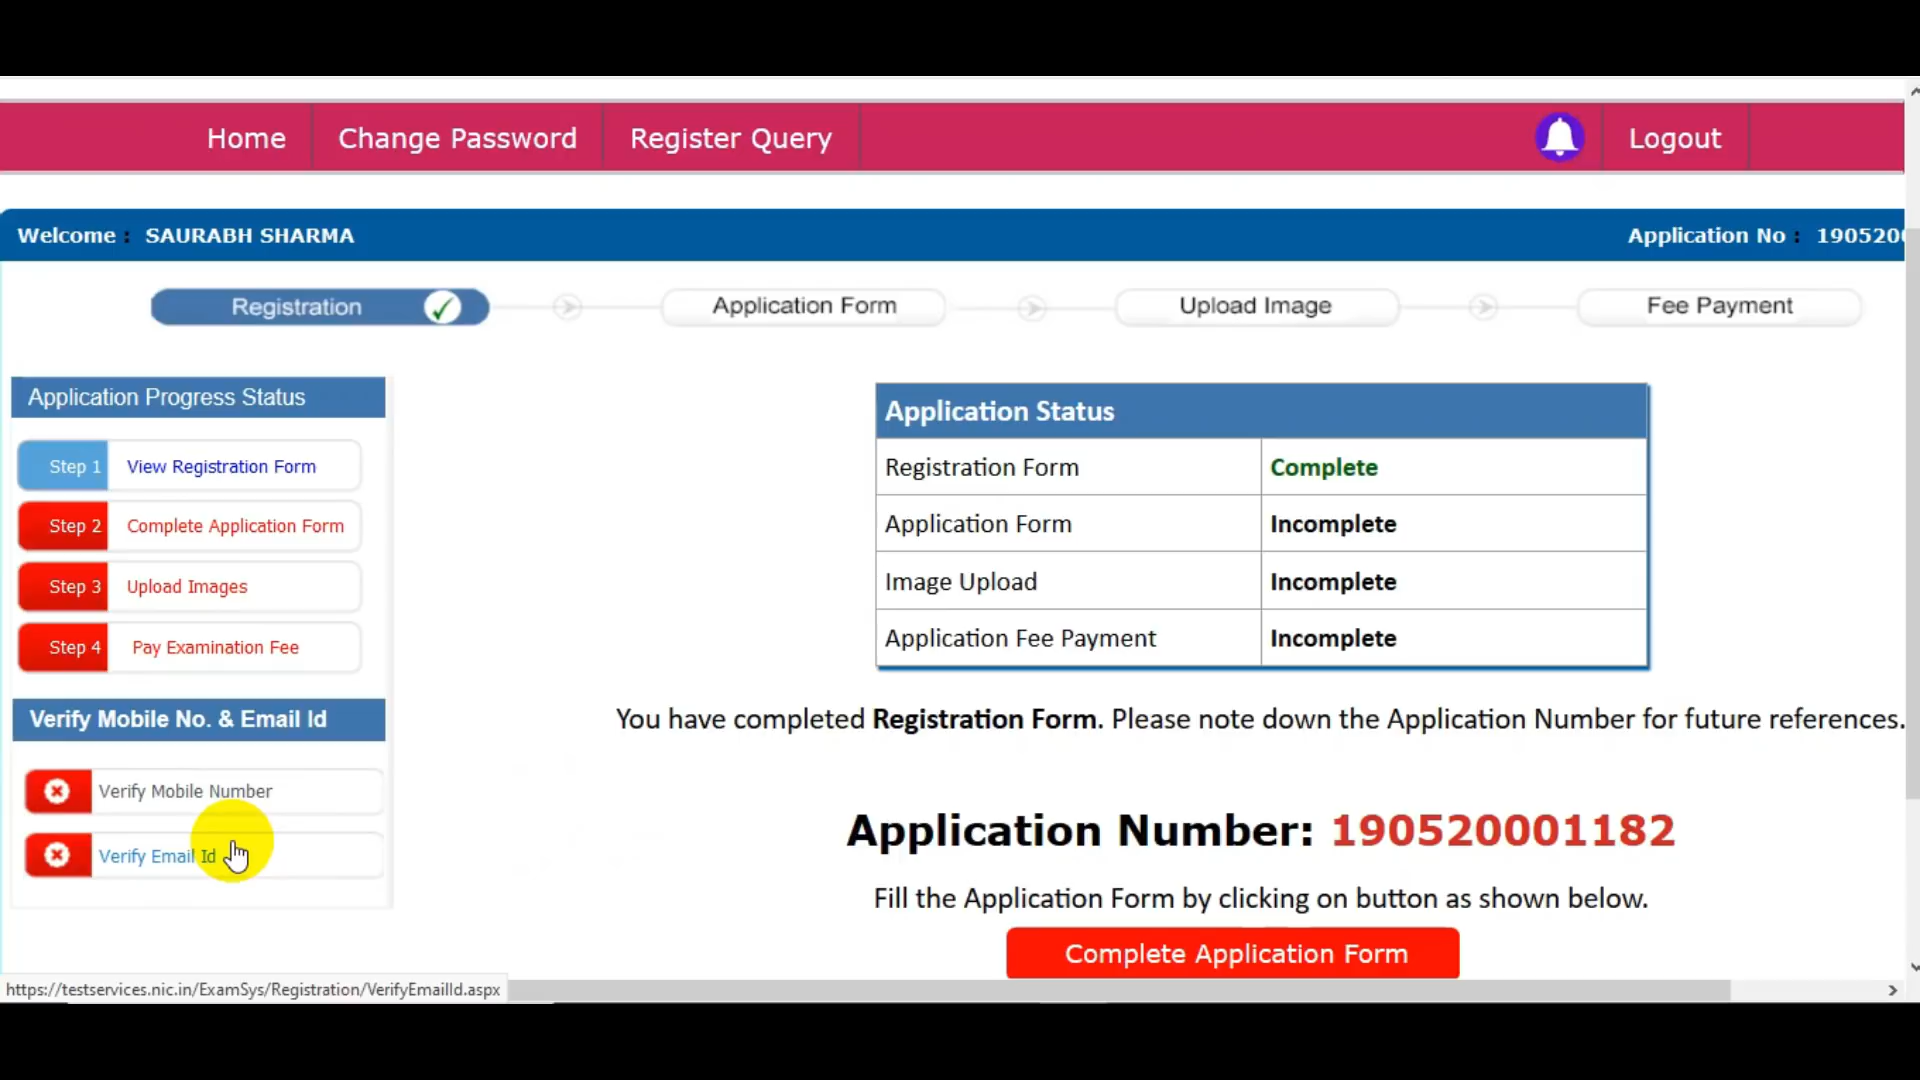 Home Change Password Register Query Logout
Welcome : SAURABH SHARMA Application No : 190520
Registration Application Form Upload Image Fee Payment
Application Progress Status
Step 1 View Registration Form
Step 2 Complete Application Form
Step 3 Upload Images
Step 4 Pay Examination Fee
Verify Mobile No. & Email Id
Verify Mobile Number
Verify Email Id
Application Status
Registration Form Complete
Application Form Incomplete
Image Upload Incomplete
Application Fee Payment Incomplete
You have completed Registration Form. Please note down the Application Number for future references.
Application Number: 190520001182
Fill the Application Form by clicking on button as shown below.
Complete Application Form
https://testservices.nic.in/ExamSys/Registration/VerifyEmailId.aspx